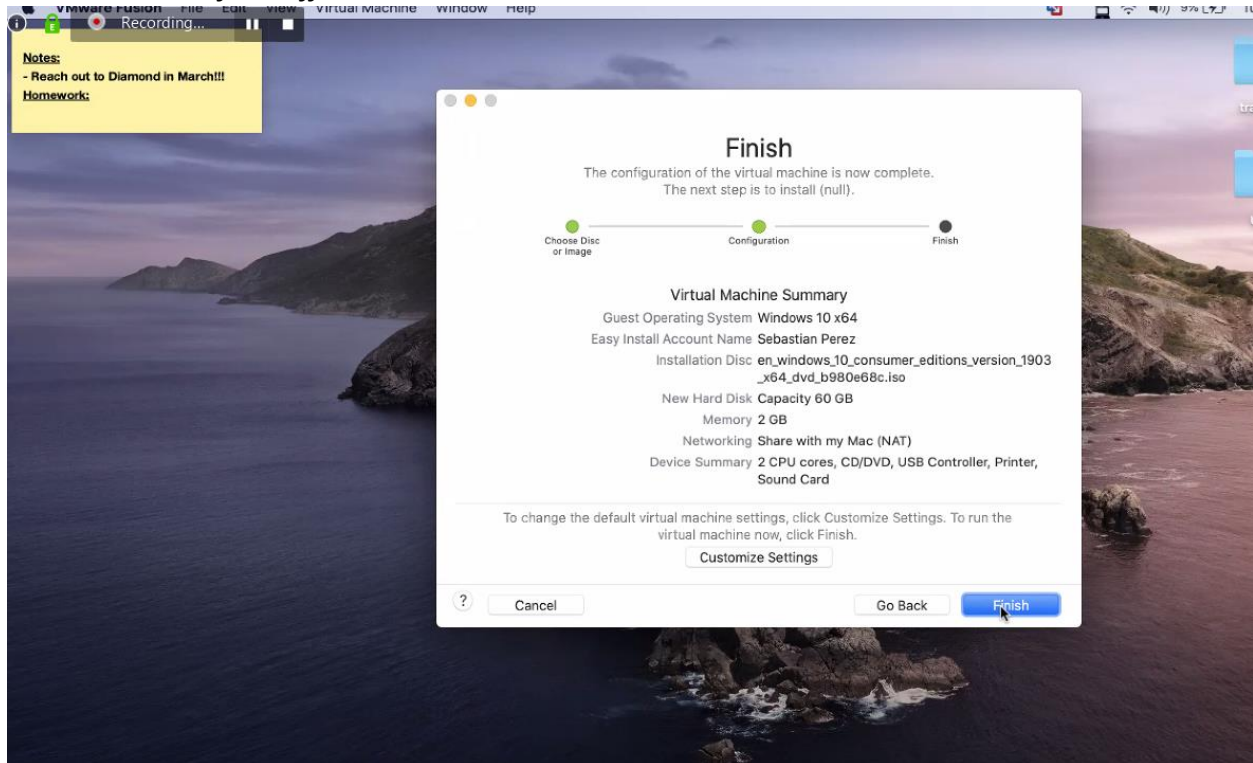 VMware Fusion File Edit View Virtual Machine Window Help 9%
Recording...
Notes:
- Reach out to Diamond in March!!!
Homework:
Finish
The configuration of the virtual machine is now complete.
The next step is to install (null).
Choose Disc
or Image
Configuration
Finish
Virtual Machine Summary
Guest Operating System Windows 10 x64
Easy Install Account Name Sebastian Perez
Installation Disc en_windows_10_consumer_editions_version_1903
_x64_dvd_b980e68c.iso
New Hard Disk Capacity 60 GB
Memory 2 GB
Networking Share with my Mac (NAT)
Device Summary 2 CPU cores, CD/DVD, USB Controller, Printer,
Sound Card
To change the default virtual machine settings, click Customize Settings. To run the
virtual machine now, click Finish.
Customize Settings
? Cancel Go Back Finish